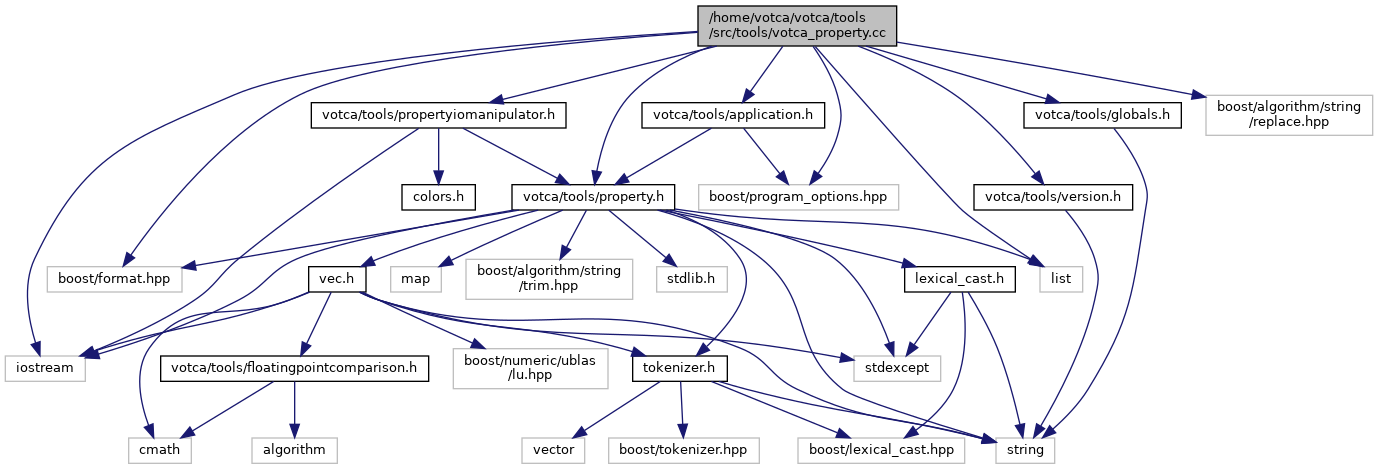 /home/votca/votca/tools
/src/tools/votca_property.cc
votca/tools/propertyiomanipulator.h
votca/tools/application.h
votca/tools/globals.h
boost/algorithm/string
/replace.hpp
colors.h
votca/tools/property.h
boost/program_options.hpp
votca/tools/version.h
boost/format.hpp
vec.h
map
boost/algorithm/string
/trim.hpp
stdlib.h
lexical_cast.h
list
iostream
votca/tools/floatingpointcomparison.h
boost/numeric/ublas
/lu.hpp
tokenizer.h
stdexcept
cmath
algorithm
vector
boost/tokenizer.hpp
boost/lexical_cast.hpp
string